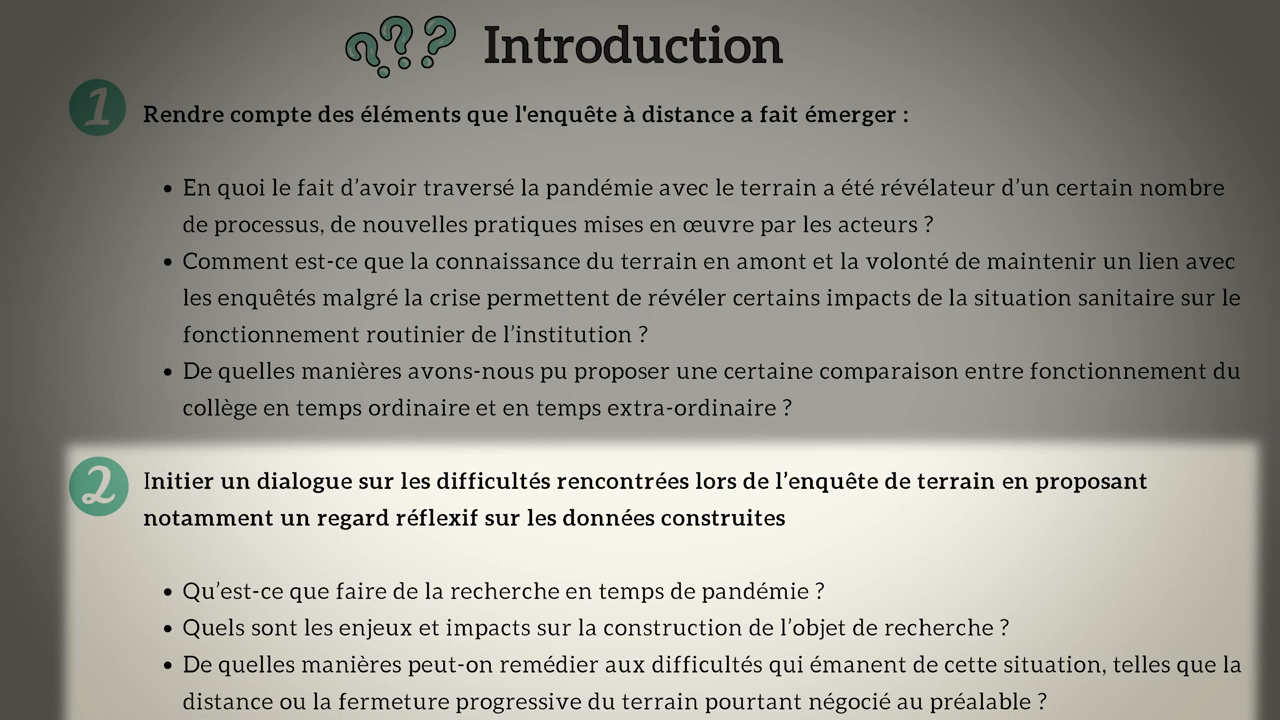 ??? Introduction
1
Rendre compte des éléments que l'enquête à distance a fait émerger :
• En quoi le fait d’avoir traversé la pandémie avec le terrain a été révélateur d’un certain nombre
de processus, de nouvelles pratiques mises en œuvre par les acteurs ?
• Comment est-ce que la connaissance du terrain en amont et la volonté de maintenir un lien avec
les enquêtés malgré la crise permettent de révéler certains impacts de la situation sanitaire sur le
fonctionnement routinier de l’institution ?
• De quelles manières avons-nous pu proposer une certaine comparaison entre fonctionnement du
collège en temps ordinaire et en temps extra-ordinaire ?
2
Initier un dialogue sur les difficultés rencontrées lors de l’enquête de terrain en proposant
notamment un regard réflexif sur les données construites
• Qu’est-ce que faire de la recherche en temps de pandémie ?
• Quels sont les enjeux et impacts sur la construction de l’objet de recherche ?
• De quelles manières peut-on remédier aux difficultés qui émanent de cette situation, telles que la
distance ou la fermeture progressive du terrain pourtant négocié au préalable ?